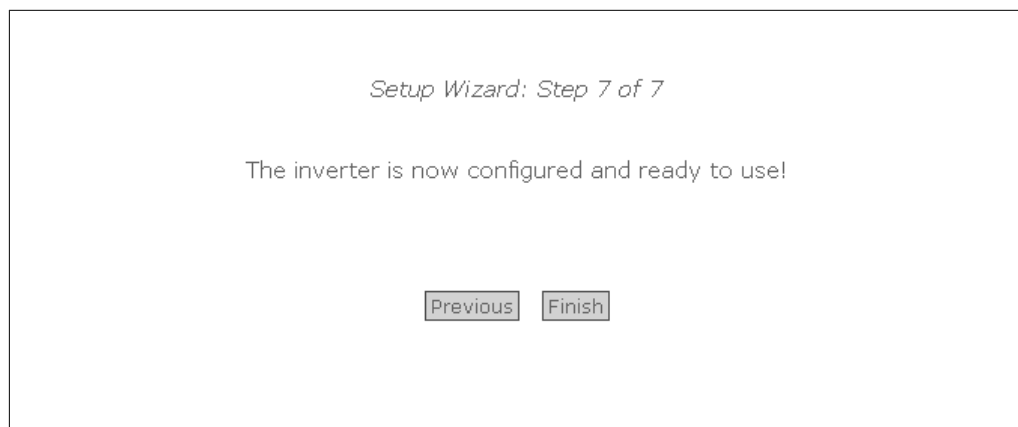 Setup Wizard: Step 7 of 7
The inverter is now configured and ready to use!
Previous Finish